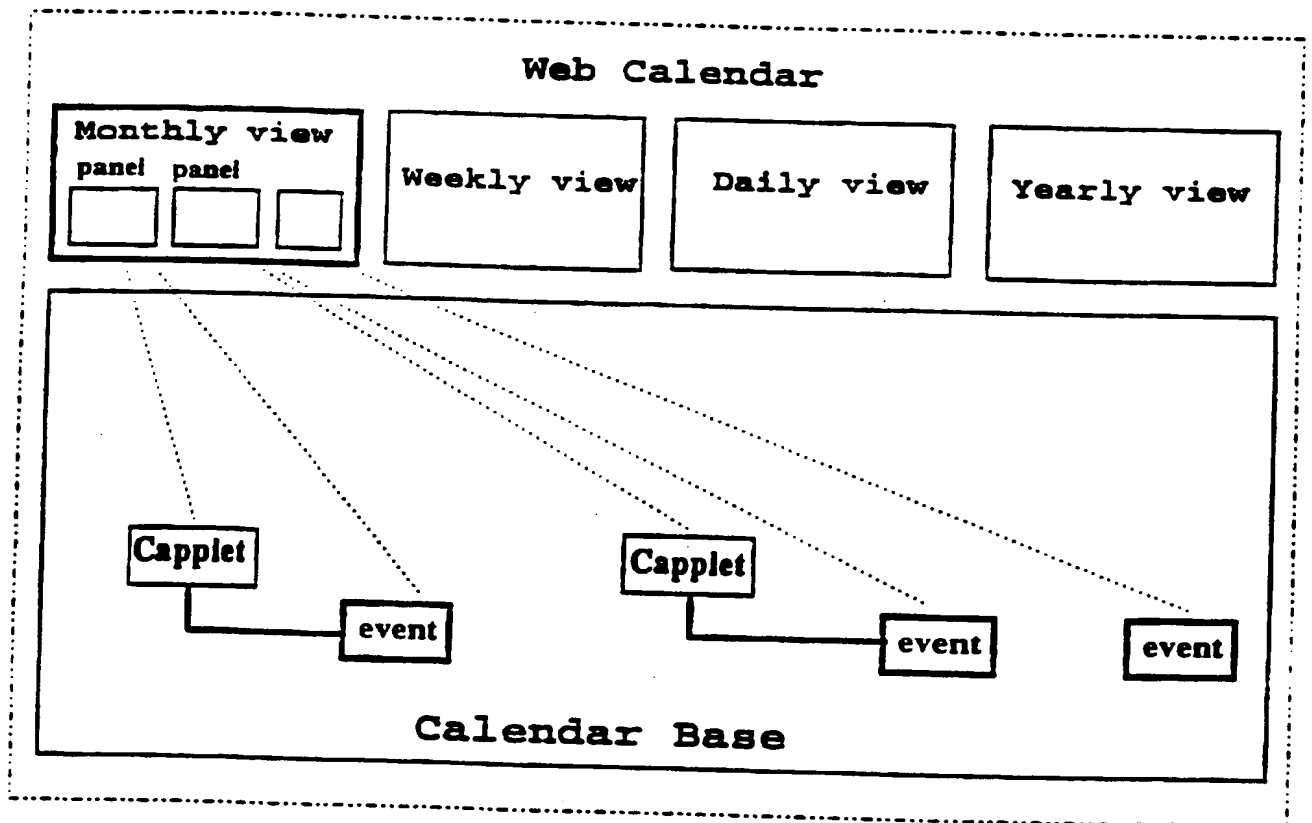 Web Calendar
Monthly view
panel panel
Weekly view
Daily view
Yearly view
Capplet
Capplet
event
event
event
Calendar Base